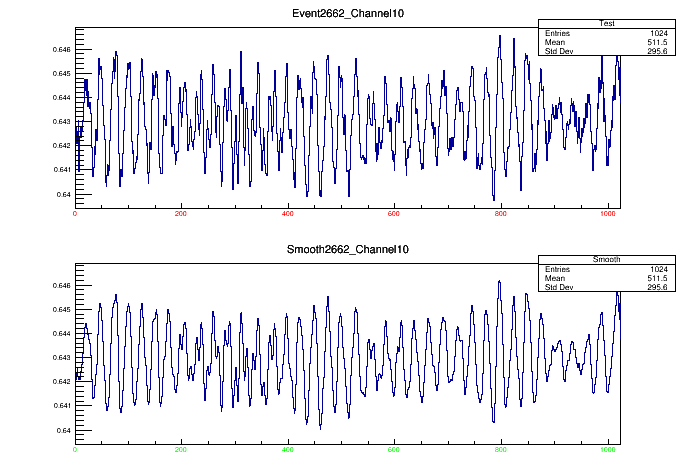 Event2662_Channel10
Test
Entries 1024
Mean 511.5
Std Dev 295.6
0.646
0.645
0.644
0.643
0.642
0.641
0.64
0 200 400 600 800 1000
Smooth2662_Channel10
Smooth
Entries 1024
Mean 511.5
Std Dev 295.6
0.646
0.645
0.644
0.643
0.642
0.641
0.64
0 200 400 600 800 1000